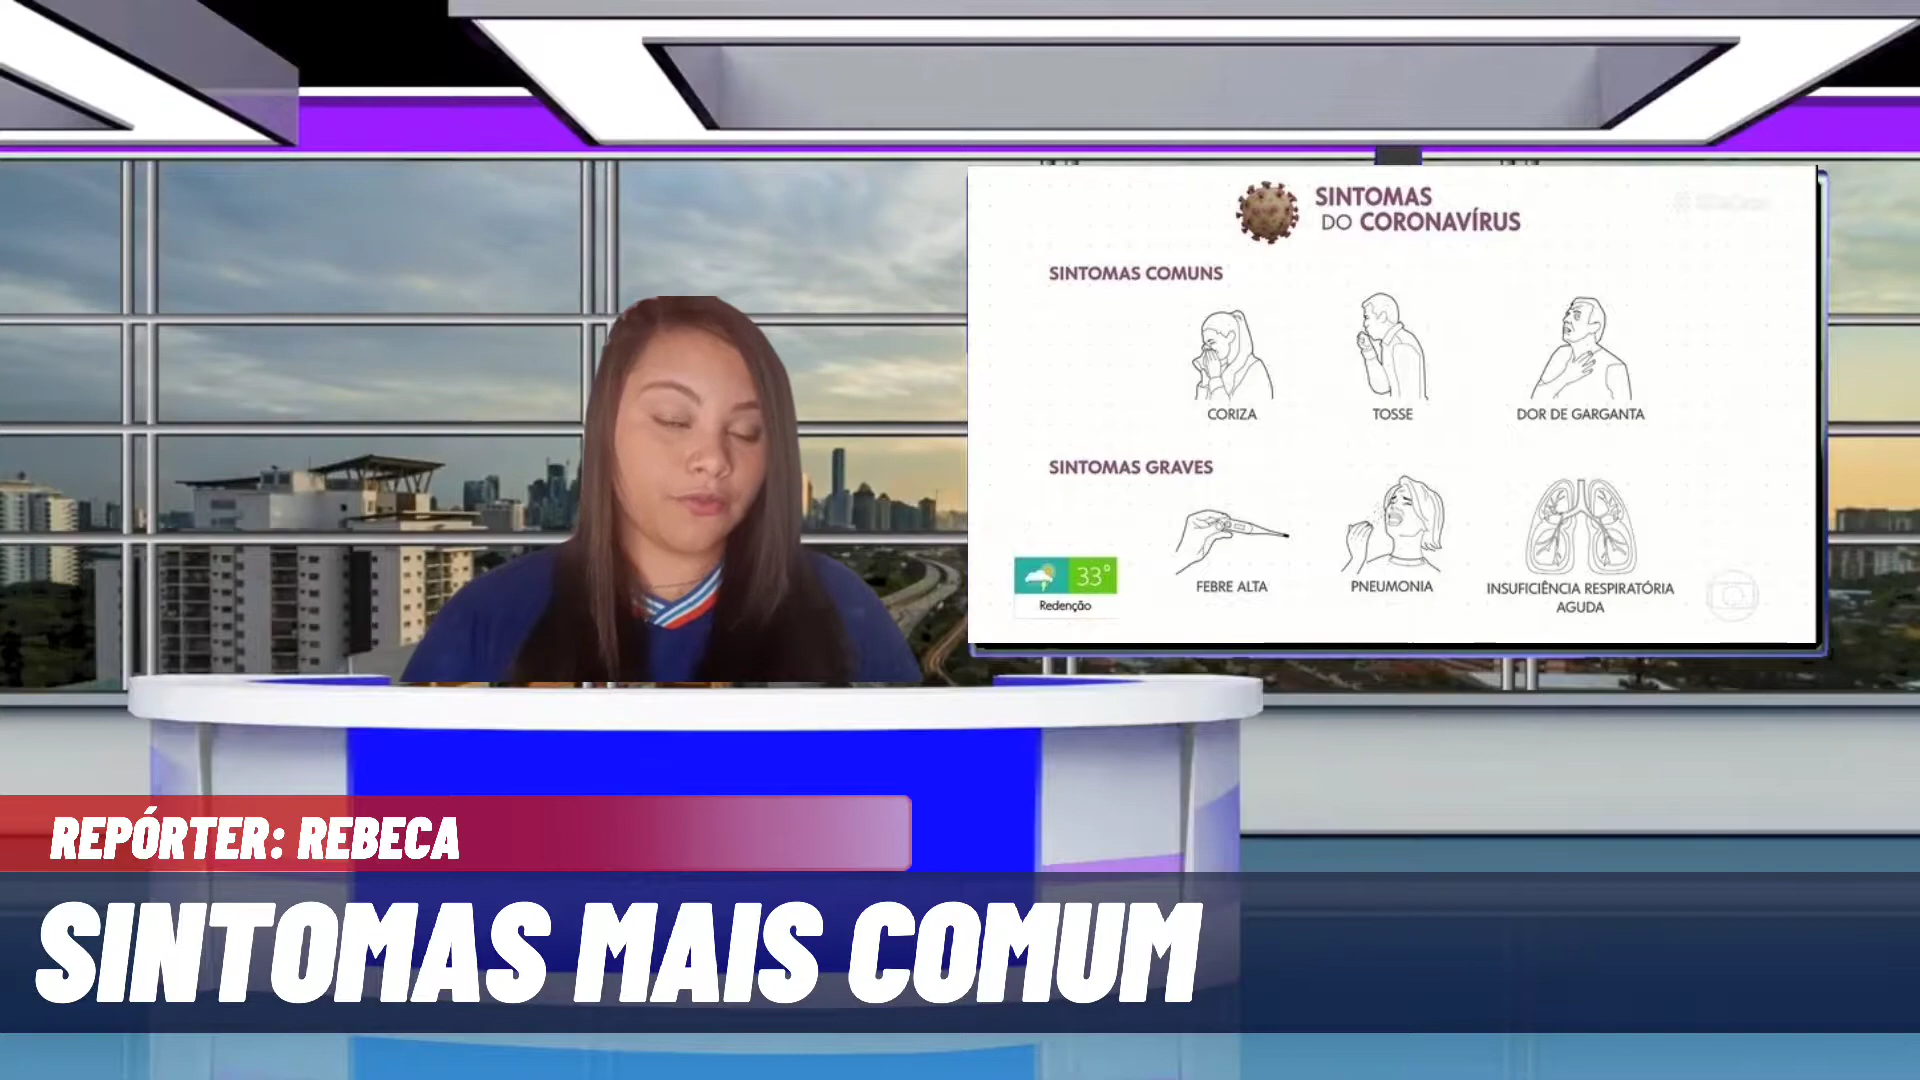 SINTOMAS
DO CORONAVÍRUS
SINTOMAS COMUNS
CORIZA
TOSSE
DOR DE GARGANTA
SINTOMAS GRAVES
FEBRE ALTA
PNEUMONIA
INSUFICIÊNCIA RESPIRATÓRIA
AGUDA
33°
Redenção
REPÓRTER: REBECA
SINTOMAS MAIS COMUM